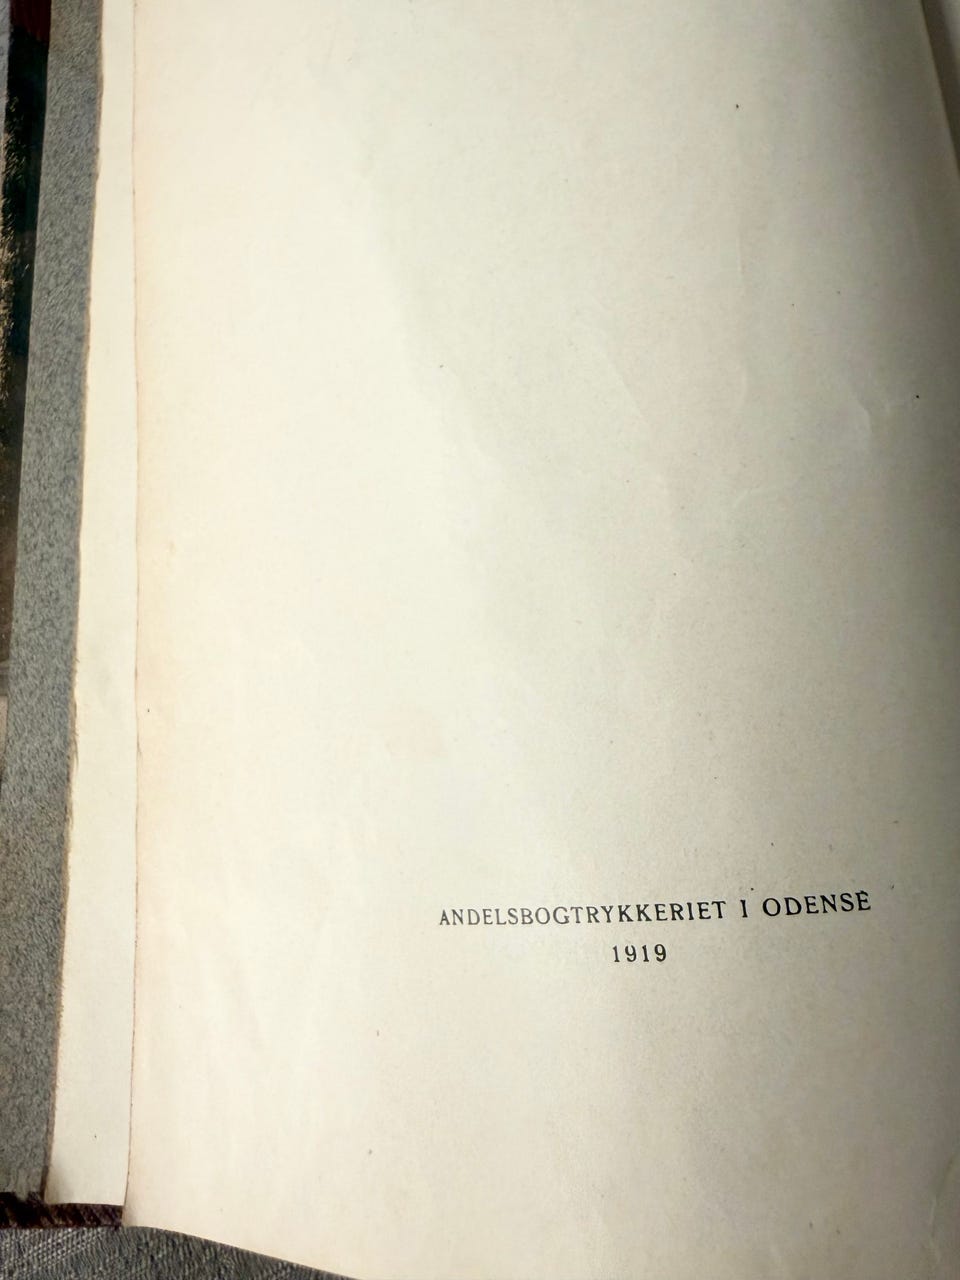 ANDELSBOGTRYKKERIET I ODENSE
1919